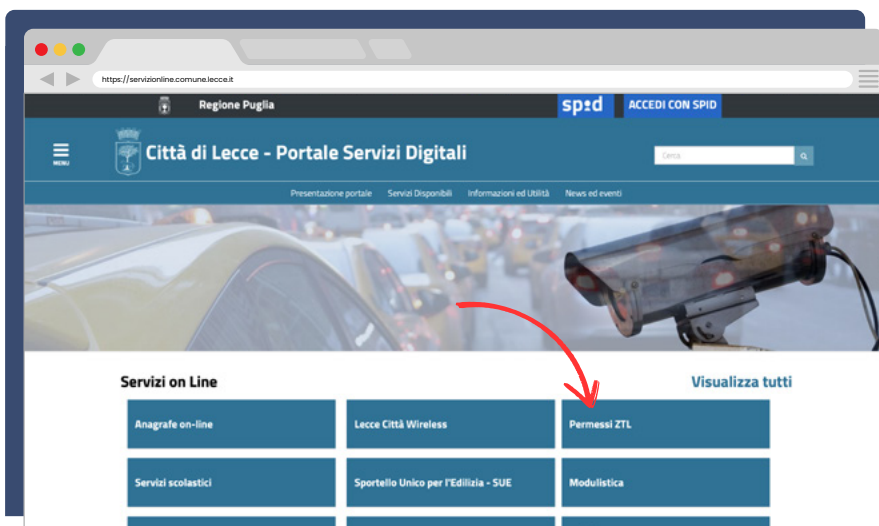 https://servizionline.comune.lecce.it
Regione Puglia
sp:d ACCEDI CON SPID
MENU
Città di Lecce - Portale Servizi Digitali
Cerca
Presentazione portale Servizi Disponibili Informazioni ed Utilità News ed eventi
Servizi on Line
Visualizza tutti
Anagrafe on-line
Lecce Città Wireless
Permessi ZTL
Servizi scolastici
Sportello Unico per l'Edilizia - SUE
Modulistica